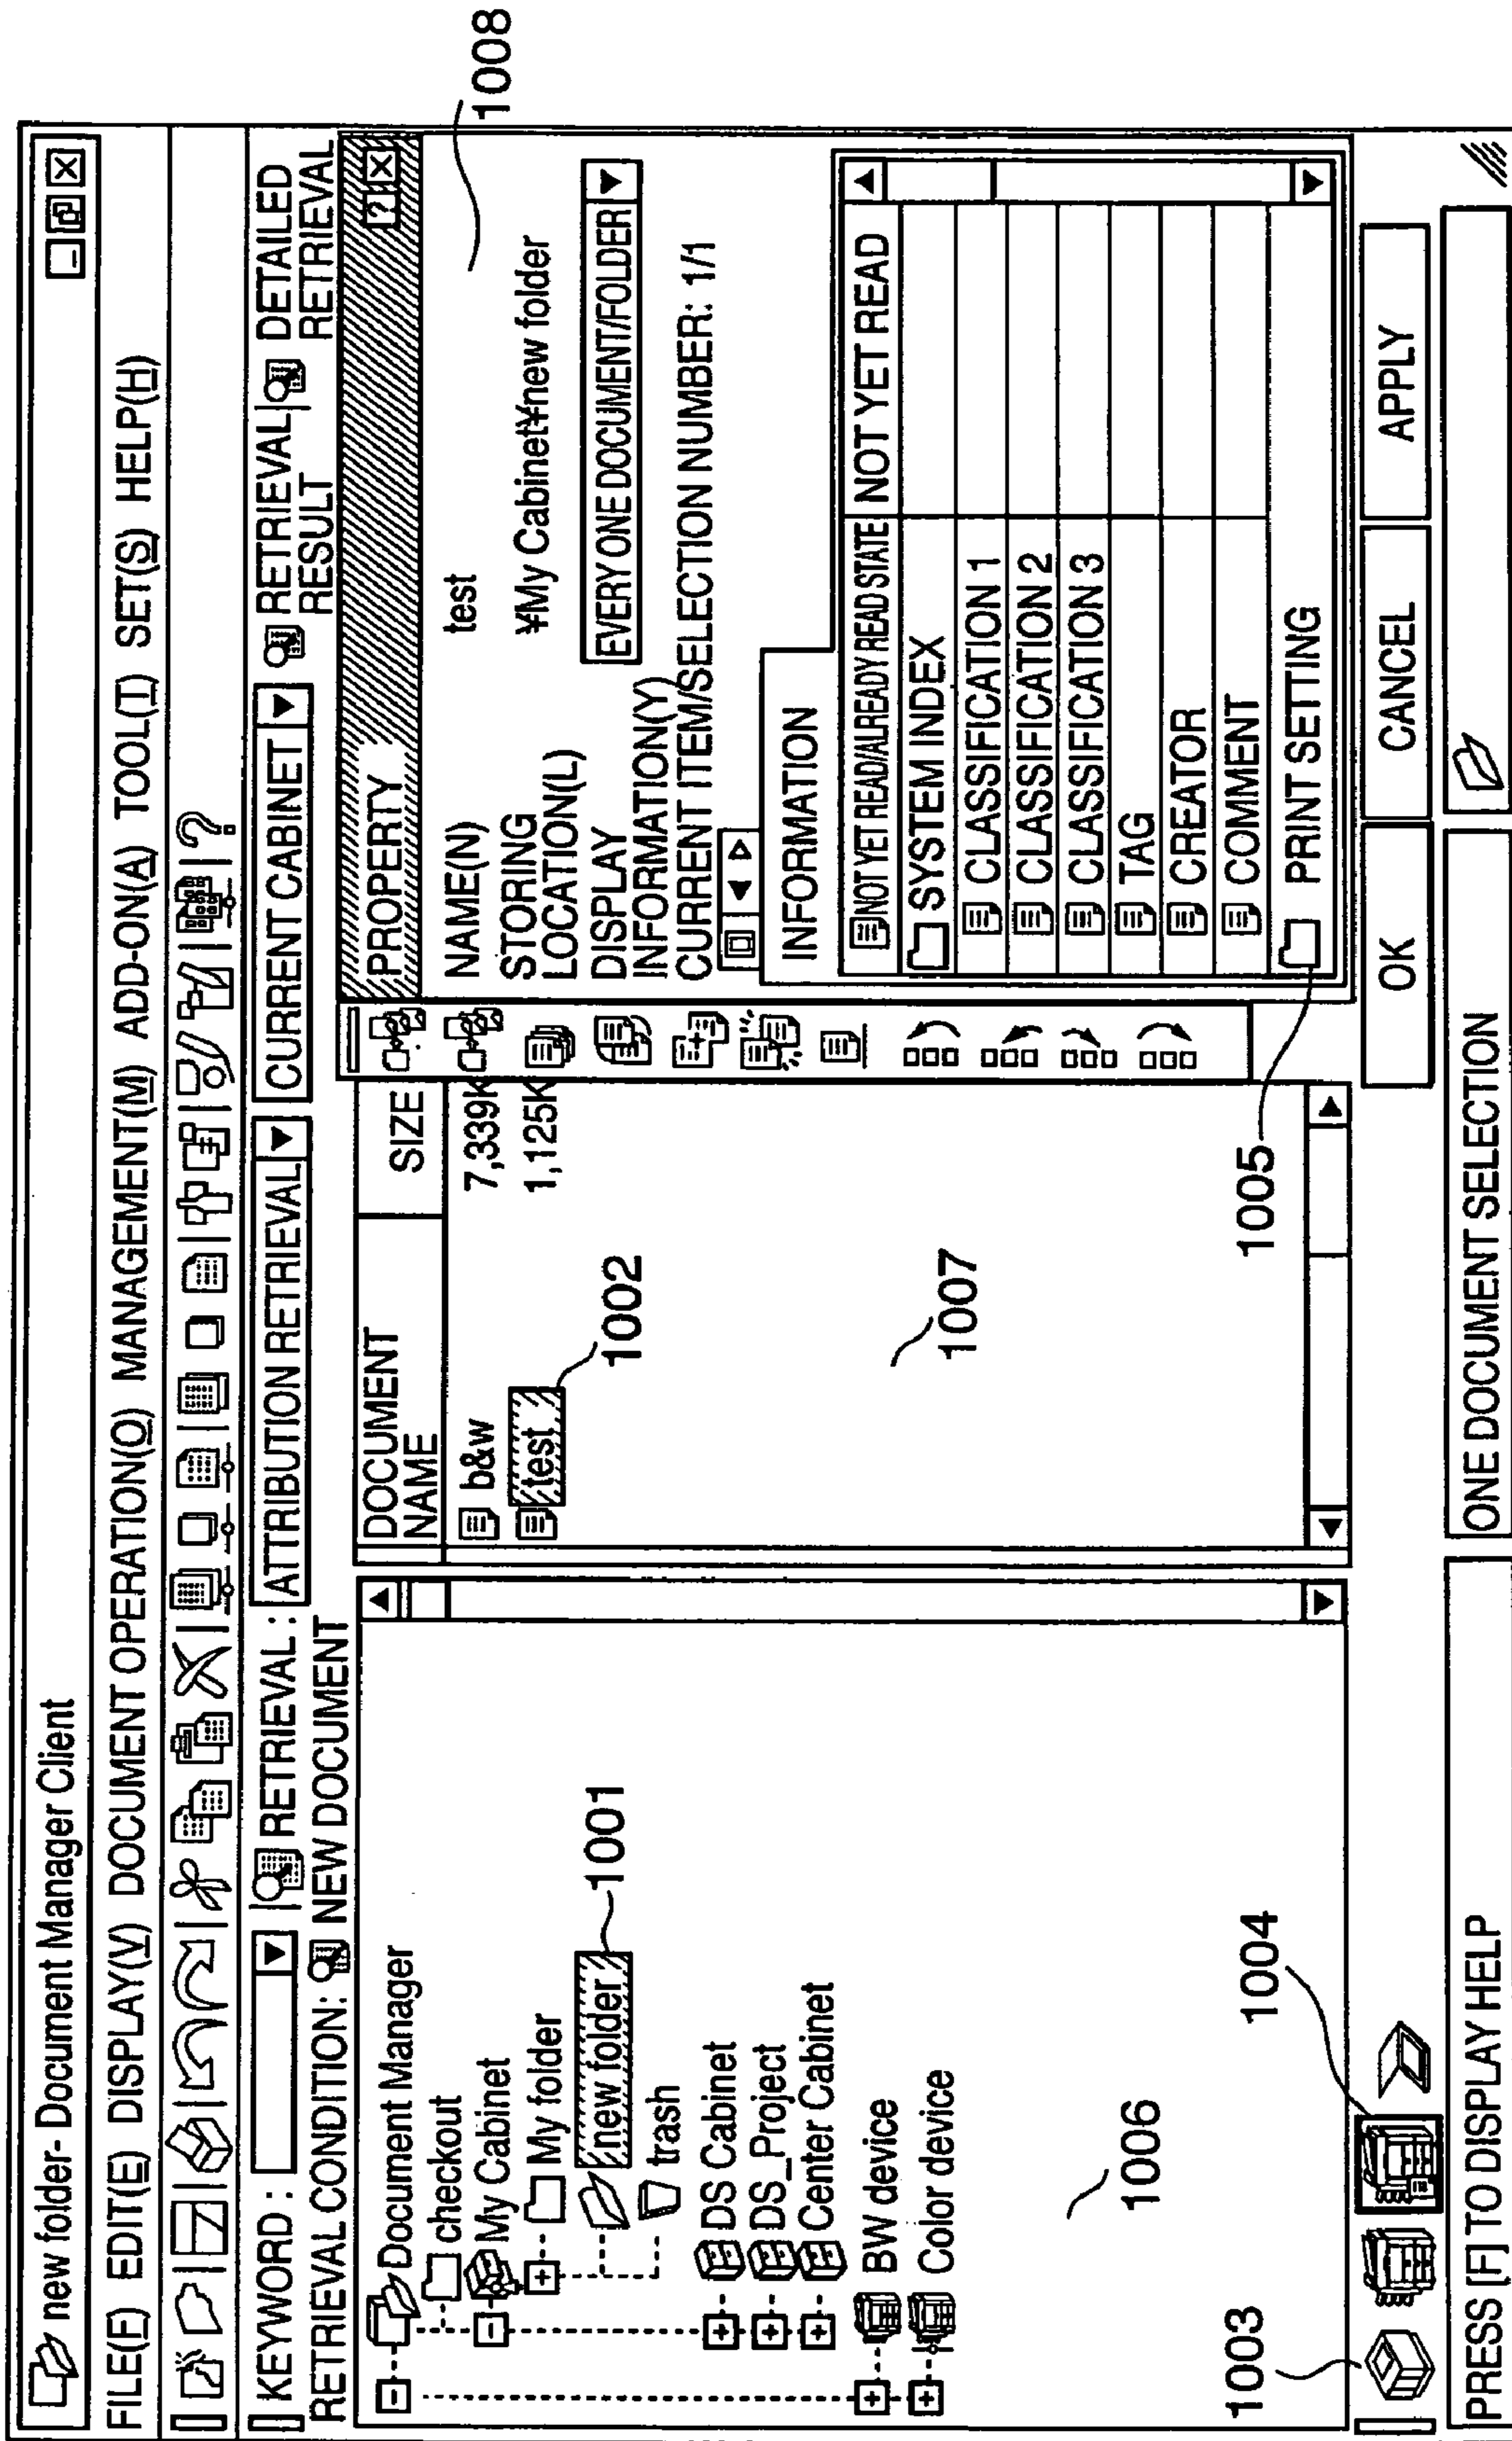 new folder- Document Manager Client
FILE(F) EDIT(E) DISPLAY(V) DOCUMENT OPERATION(O) MANAGEMENT(M) ADD-ON(A) TOOL(T) SET(S) HELP(H)
KEYWORD : RETRIEVAL : ATTRIBUTION RETRIEVAL CURRENT CABINET RETRIEVAL RESULT DETAILED RETRIEVAL
RETRIEVAL CONDITION: NEW DOCUMENT
Document Manager
checkout
My Cabinet
My folder
new folder
trash
DS Cabinet
DS_Project
Center Cabinet
BW device
Color device
1001
1006
1003
1004
DOCUMENT NAME SIZE
b&w 7,339K
test 1,125K
1002
1007
1005
PROPERTY ? X
1008
NAME(N) test
STORING LOCATION(L) ¥My Cabinet¥new folder
DISPLAY INFORMATION(Y) EVERY ONE DOCUMENT/FOLDER
CURRENT ITEM/SELECTION NUMBER: 1/1
INFORMATION
NOT YET READ/ALREADY READ STATE NOT YET READ
SYSTEM INDEX
CLASSIFICATION 1
CLASSIFICATION 2
CLASSIFICATION 3
TAG
CREATOR
COMMENT
PRINT SETTING
OK CANCEL APPLY
PRESS [F] TO DISPLAY HELP ONE DOCUMENT SELECTION